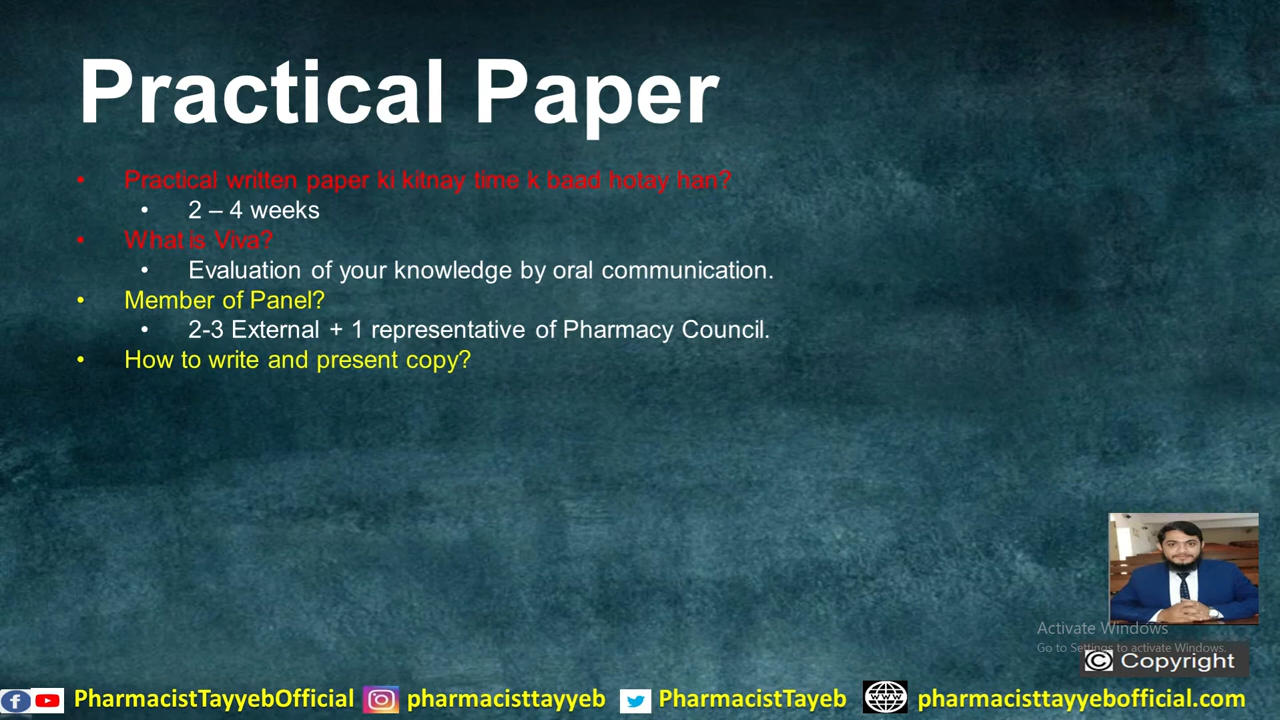 Practical Paper
• Practical written paper ki kitnay time k baad hotay han?
• 2 – 4 weeks
• What is Viva?
• Evaluation of your knowledge by oral communication.
• Member of Panel?
• 2-3 External + 1 representative of Pharmacy Council.
• How to write and present copy?
Activate Windows
Go to Settings to activate Windows.
© Copyright
PharmacistTayyebOfficial pharmacisttayyeb PharmacistTayeb WWW pharmacisttayyebofficial.com